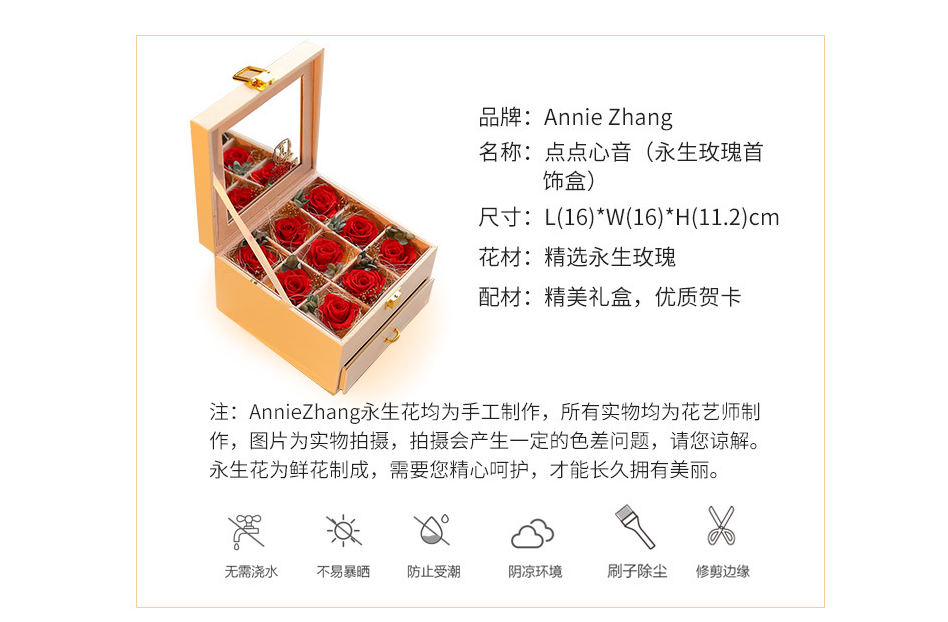 品牌：Annie Zhang
名称：点点心音（永生玫瑰首
饰盒）
尺寸：L(16)*W(16)*H(11.2)cm
花材：精选永生玫瑰
配材：精美礼盒，优质贺卡
注：AnnieZhang永生花均为手工制作，所有实物均为花艺师制
作，图片为实物拍摄，拍摄会产生一定的色差问题，请您谅解。
永生花为鲜花制成，需要您精心呵护，才能长久拥有美丽。
无需浇水 不易暴晒 防止受潮 阴凉环境 刷子除尘 修剪边缘